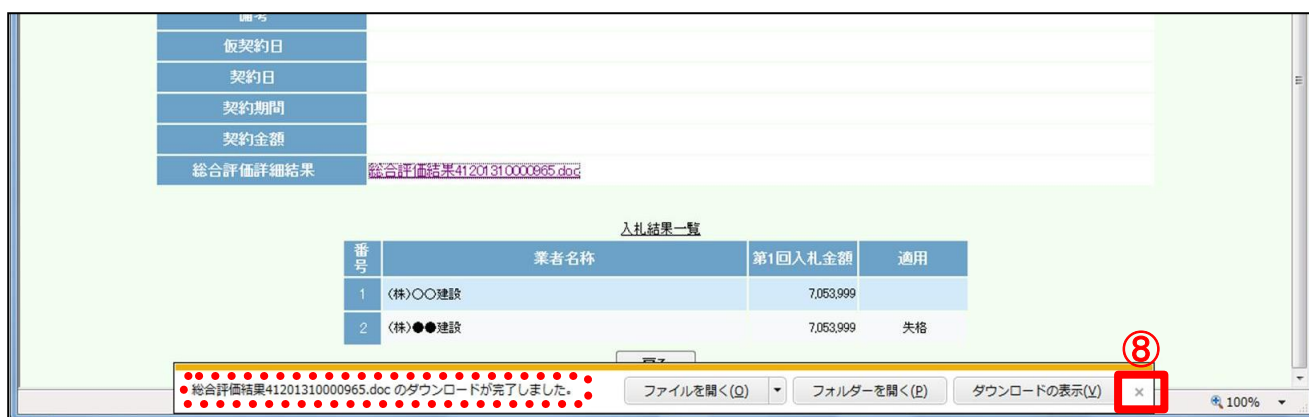 備考
仮契約日
契約日
契約期間
契約金額
総合評価詳細結果 総合評価結果41201310000965.doc
入札結果一覧
番号 業者名称 第1回入札金額 適用
1 (株)〇〇建設 7,053,999
2 (株)●●建設 7,053,999 失格
⑧
総合評価結果41201310000965.doc のダウンロードが完了しました。 ファイルを開く(O) ▼ フォルダーを開く(P) ダウンロードの表示(V) ×
100% ▼